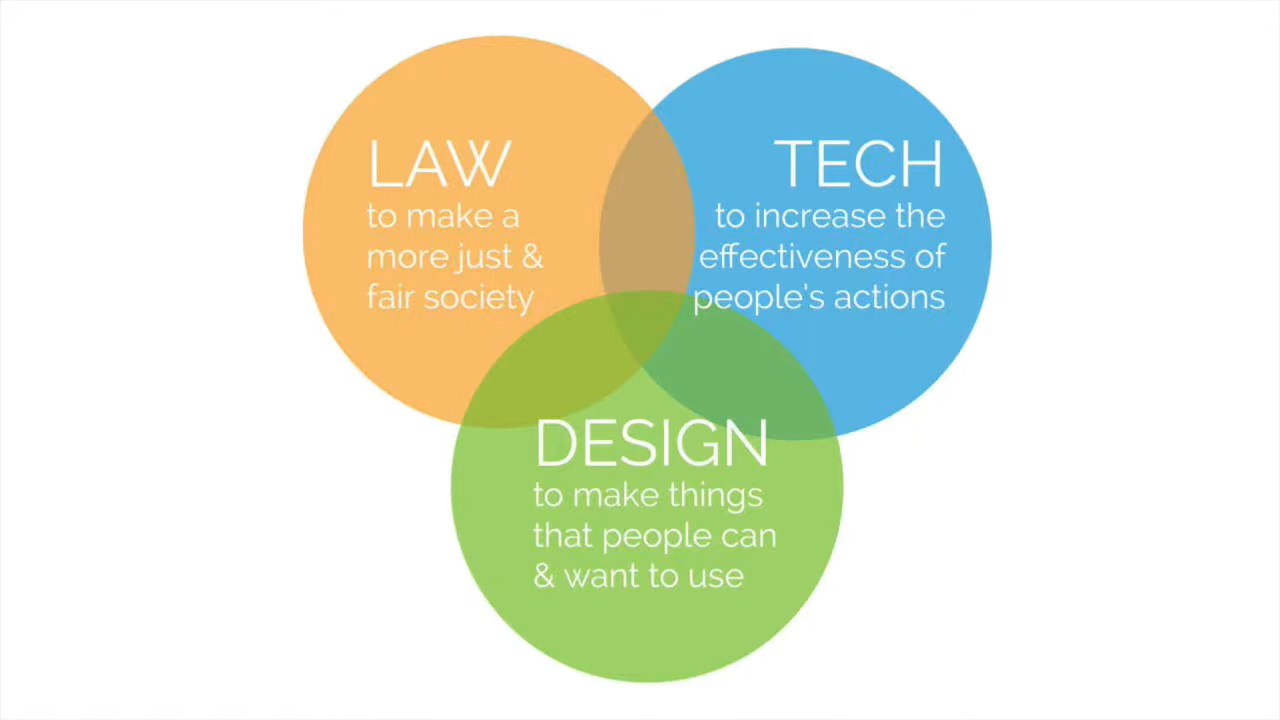 LAW
to make a
more just &
fair society
TECH
to increase the
effectiveness of
people's actions
DESIGN
to make things
that people can
& want to use